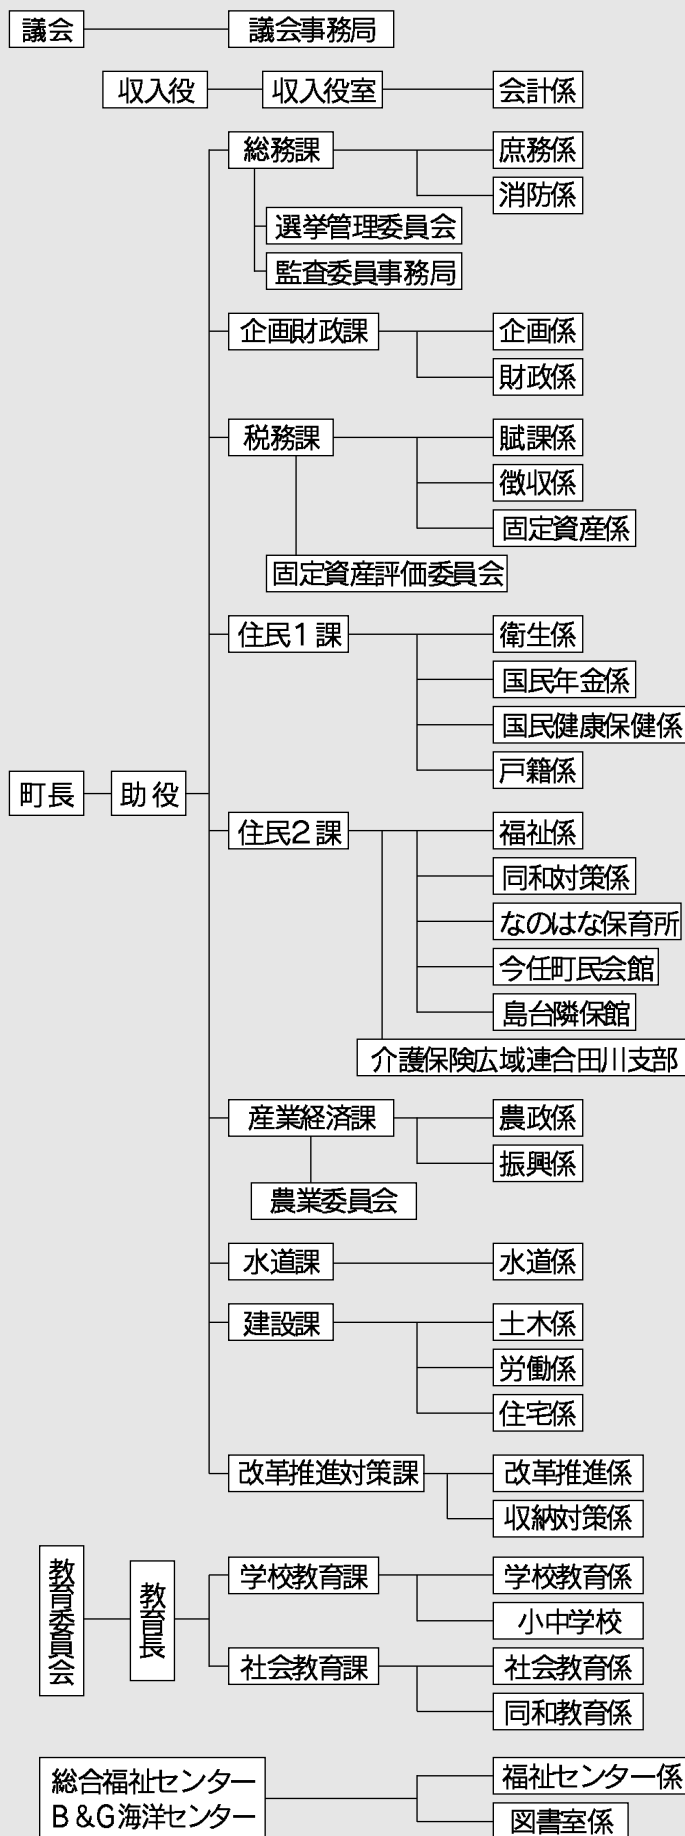 議会
議会事務局
収入役
収入役室
会計係
総務課
庶務係
消防係
選挙管理委員会
監査委員事務局
企画財政課
企画係
財政係
税務課
賦課係
徴収係
固定資産係
固定資産評価委員会
住民1課
衛生係
国民年金係
国民健康保健係
戸籍係
町長
助役
住民2課
福祉係
同和対策係
なのはな保育所
今任町民会館
島台隣保館
介護保険広域連合田川支部
産業経済課
農政係
振興係
農業委員会
水道課
水道係
建設課
土木係
労働係
住宅係
改革推進対策課
改革推進係
収納対策係
教育委員会
教育長
学校教育課
学校教育係
小中学校
社会教育課
社会教育係
同和教育係
総合福祉センター
B&G海洋センター
福祉センター係
図書室係